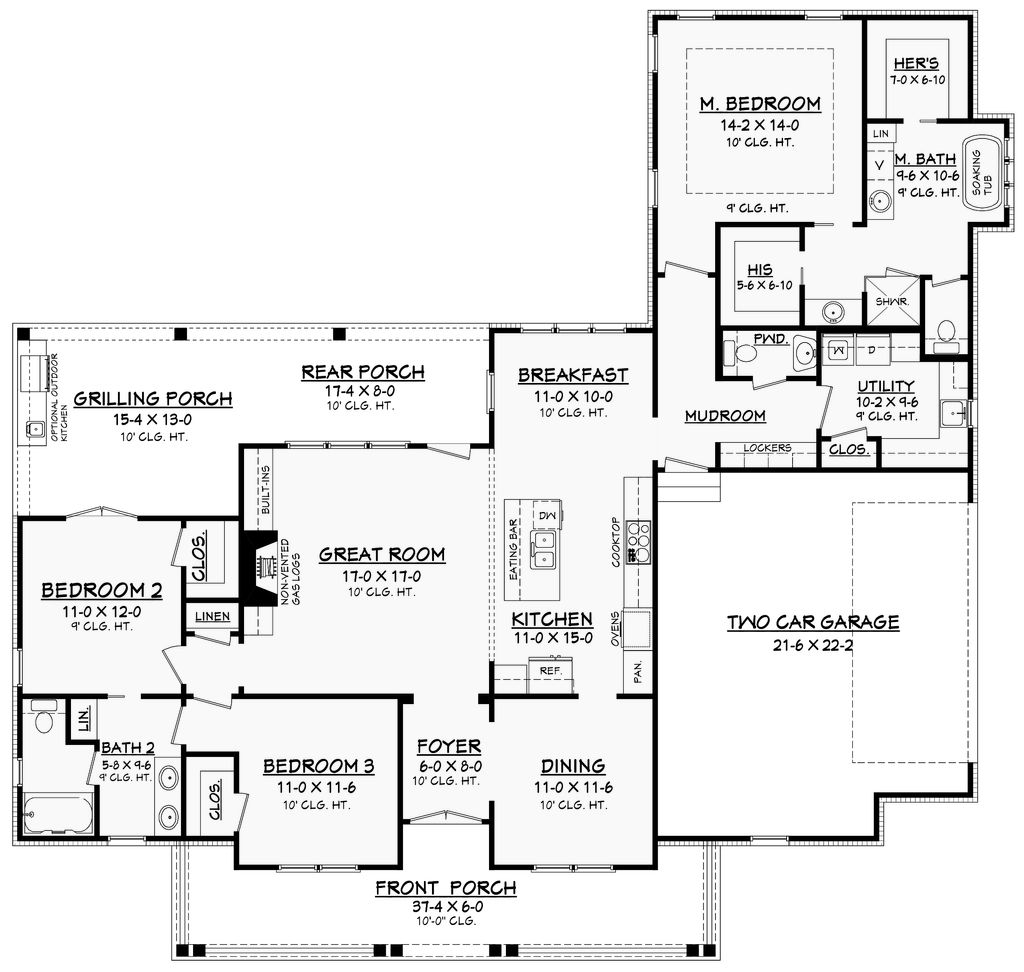 HER'S
7-0 X 6-10
M. BEDROOM
14-2 X 14-0
10' CLG. HT.
9' CLG. HT.
LIN
V
M. BATH
9-6 X 10-6
9' CLG. HT.
SOAKING
TUB
HIS
5-6 X 6-10
SHWR.
PWD.
W
D
UTILITY
10-2 X 9-6
9' CLG. HT.
MUDROOM
LOCKERS
CLOS.
BREAKFAST
11-0 X 10-0
10' CLG. HT.
REAR PORCH
17-4 X 8-0
10' CLG. HT.
GRILLING PORCH
15-4 X 13-0
10' CLG. HT.
OPTIONAL OUTDOOR
KITCHEN
BUILT-INS
NON-VENTED
GAS LOGS
GREAT ROOM
17-0 X 17-0
10' CLG. HT.
EATING BAR
DW
COOKTOP
KITCHEN
11-0 X 15-0
OVENS
REF.
PAN.
TWO CAR GARAGE
21-6 X 22-2
CLOS.
BEDROOM 2
11-0 X 12-0
9' CLG. HT.
LINEN
LIN.
BATH 2
5-8 X 9-6
9' CLG. HT.
CLOS.
BEDROOM 3
11-0 X 11-6
10' CLG. HT.
FOYER
6-0 X 8-0
10' CLG. HT.
DINING
11-0 X 11-6
10' CLG. HT.
FRONT PORCH
37-4 X 6-0
10'-0" CLG.